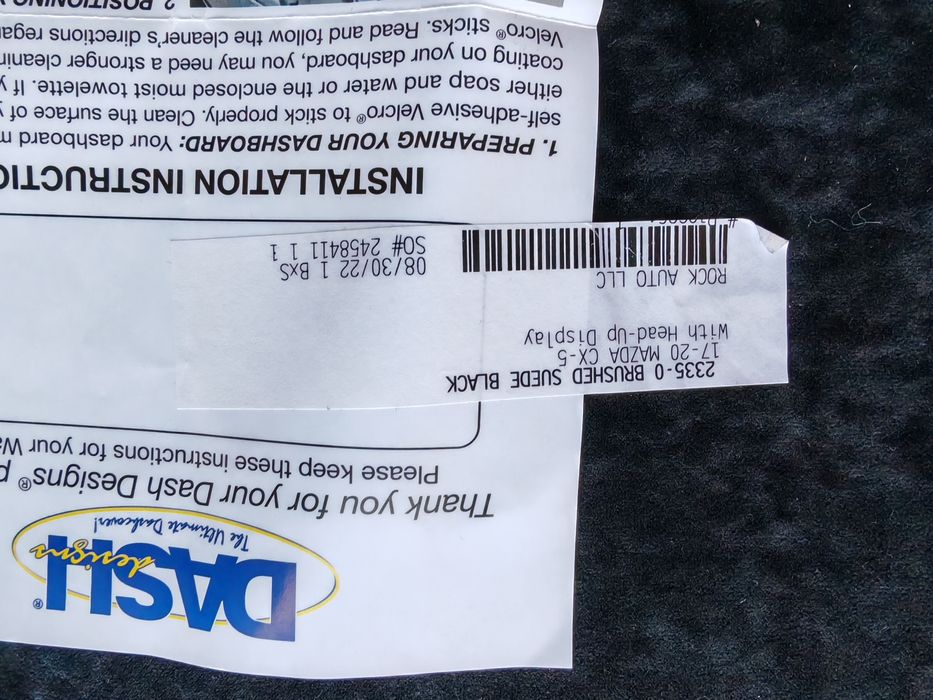 DASH®
designs
The Ultimate Dashcover!
Thank you for your Dash Designs®
Please keep these instructions for your
2335-0 BRUSHED SUEDE BLACK
17-20 MAZDA CX-5
With Head-Up Display
ROCK AUTO LLC
08/30/22 1 BxS
SO# 2458411 1 1
INSTALLATION
1. PREPARING YOUR DASHBOARD: Your dashboard
self-adhesive Velcro® to stick properly. Clean the surface of
either soap and water or the enclosed moist towelette. If
coating on your dashboard, you may need a stronger
Velcro® sticks. Read and follow the cleaner's directions
2. POSITIONING